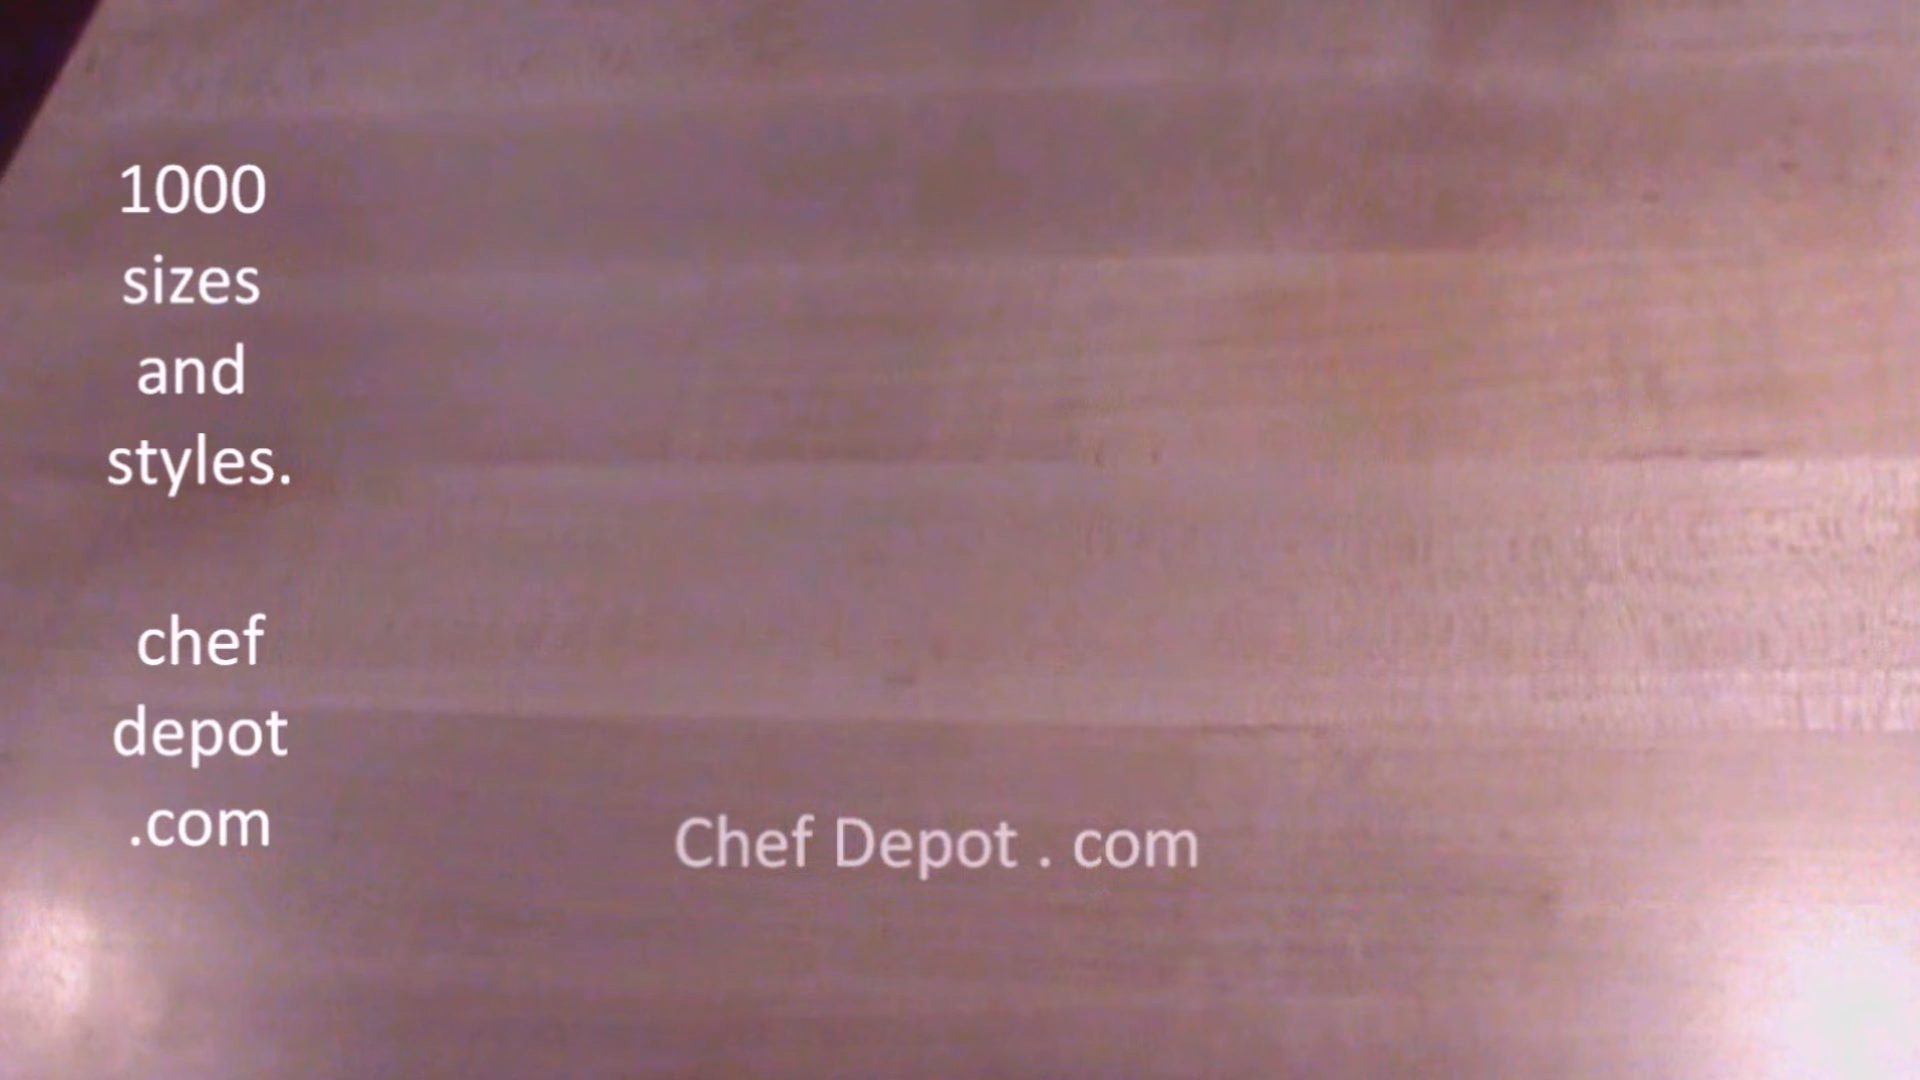 1000
sizes
and
styles.
chef
depot
.com
Chef Depot . com